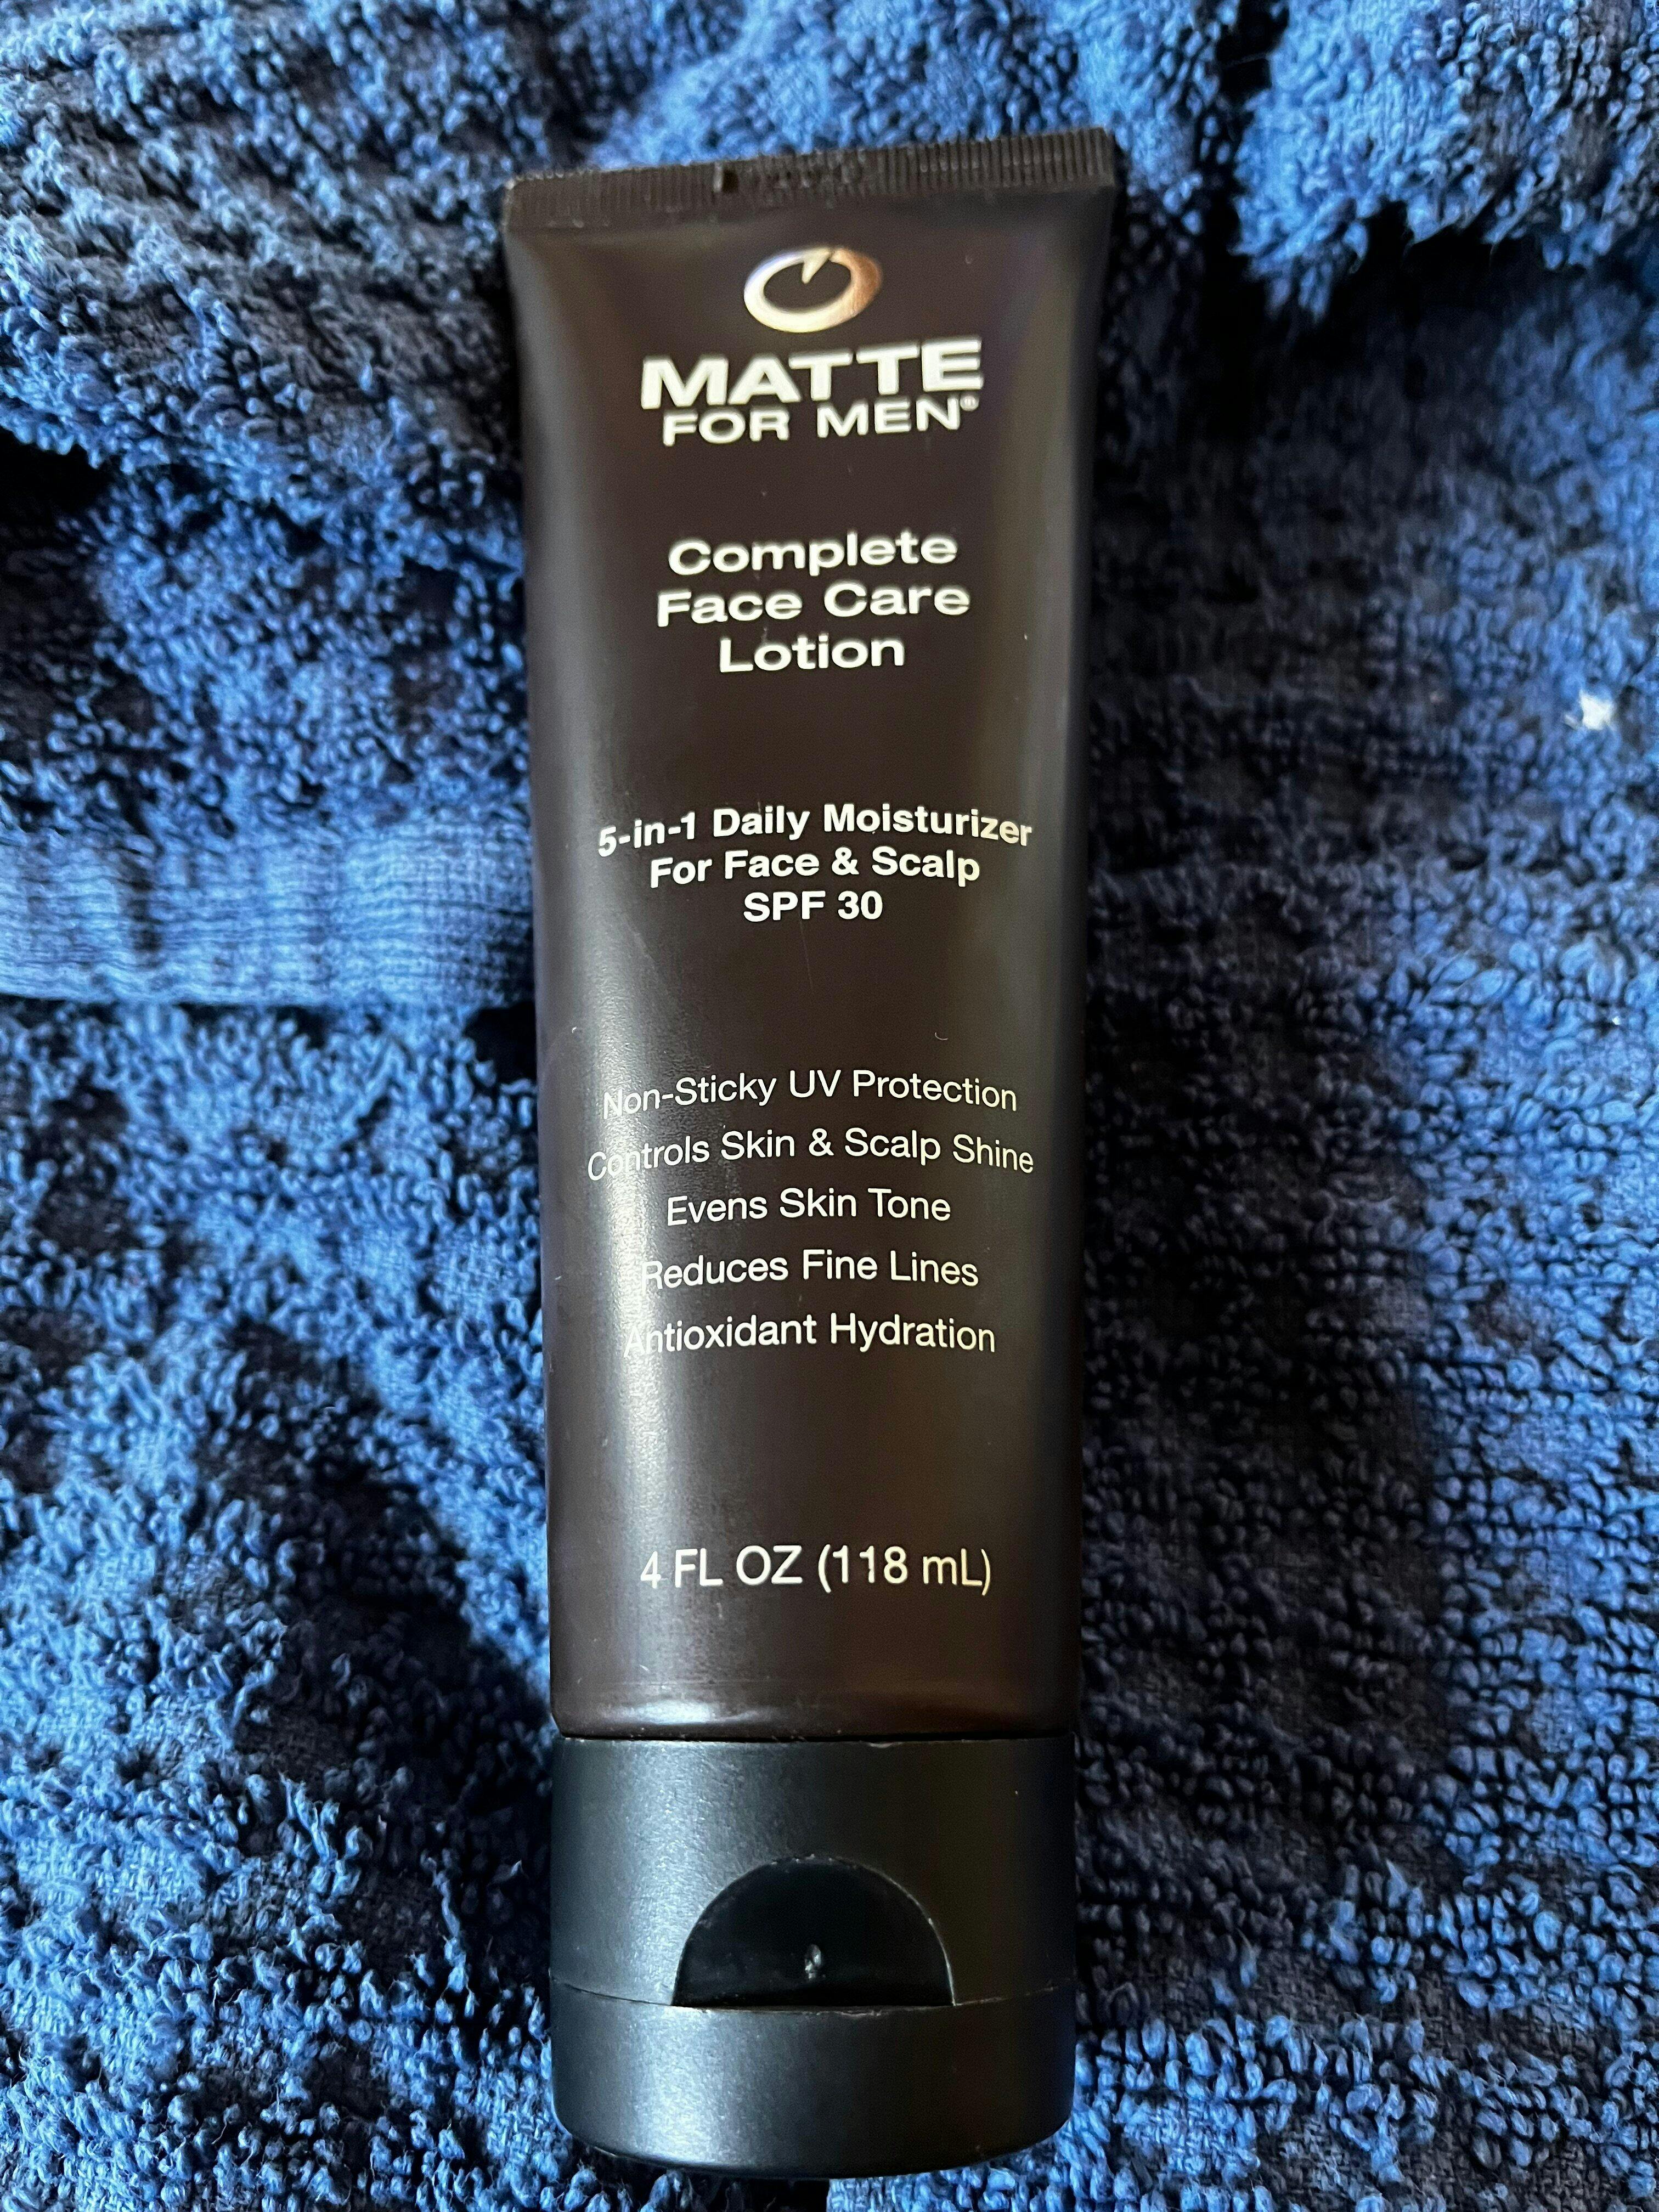 MATTE
FOR MEN®
Complete
Face Care
Lotion
5-in-1 Daily Moisturizer
For Face & Scalp
SPF 30
Non-Sticky UV Protection
Controls Skin & Scalp Shine
Evens Skin Tone
Reduces Fine Lines
Antioxidant Hydration
4 FL OZ (118 mL)